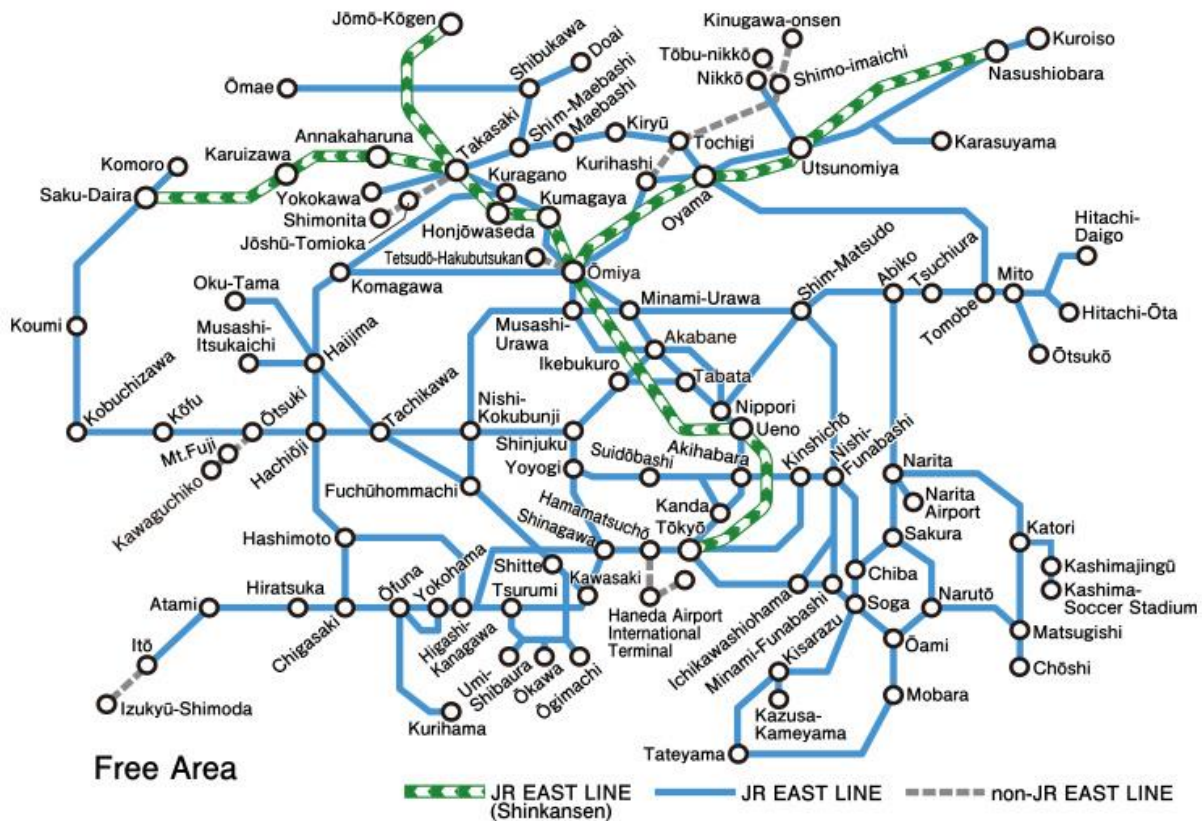 Jōmō-Kōgen
Kinugawa-onsen
Shibukawa
Doai
Tōbu-nikkō
Kuroiso
Nikkō
Shimo-imaichi
Nasushiobara
Ōmae
Shim-Maebashi
Maebashi
Takasaki
Kiryū
Tochigi
Annakaharuna
Karasuyama
Komoro
Karuizawa
Kuragano
Kurihashi
Utsunomiya
Saku-Daira
Yokokawa
Kumagaya
Oyama
Shimonita
Honjōwaseda
Hitachi-
Daigo
Jōshū-Tomioka
Tetsudō-Hakubutsukan
Ōmiya
Komagawa
Shim-Matsudo
Abiko
Tsuchiura
Mito
Oku-Tama
Minami-Urawa
Tomobe
Hitachi-Ōta
Koumi
Musashi-
Itsukaichi
Haijima
Musashi-
Urawa
Akabane
Ōtsukō
Ikebukuro
Tabata
Kobuchizawa
Kōfu
Ōtsuki
Tachikawa
Nishi-
Kokubunji
Nippori
Ueno
Mt.Fuji
Kawaguchiko
Hachiōji
Shinjuku
Yoyogi
Suidōbashi
Akihabara
Kinshichō
Nishi-
Funabashi
Narita
Fuchūhommachi
Kanda
Narita
Airport
Hamamatsuchō
Shinagawa
Tōkyō
Katori
Hashimoto
Sakura
Shitte
Kawasaki
Chiba
Kashimajingū
Kashima-
Soccer Stadium
Hiratsuka
Ōfuna
Yokohama
Tsurumi
Atami
Haneda Airport
International
Terminal
Soga
Narutō
Itō
Chigasaki
Higashi-
Kanagawa
Ichikawashiohama
Minami-Funabashi
Matsugishi
Kisarazu
Ōami
Umi-
Shibaura
Ōkawa
Ōgimachi
Chōshi
Izukyū-Shimoda
Kurihama
Kazusa-
Kameyama
Mobara
Tateyama
Free Area
JR EAST LINE
(Shinkansen)
JR EAST LINE
non-JR EAST LINE